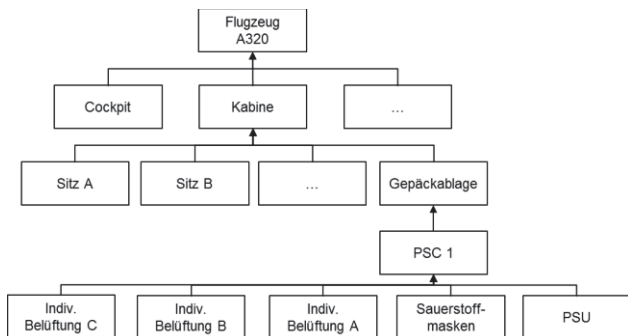 Flugzeug
A320
Cockpit
Kabine
...
Sitz A
Sitz B
...
Gepäckablage
PSC 1
Indiv.
Belüftung C
Indiv.
Belüftung B
Indiv.
Belüftung A
Sauerstoff-
masken
PSU